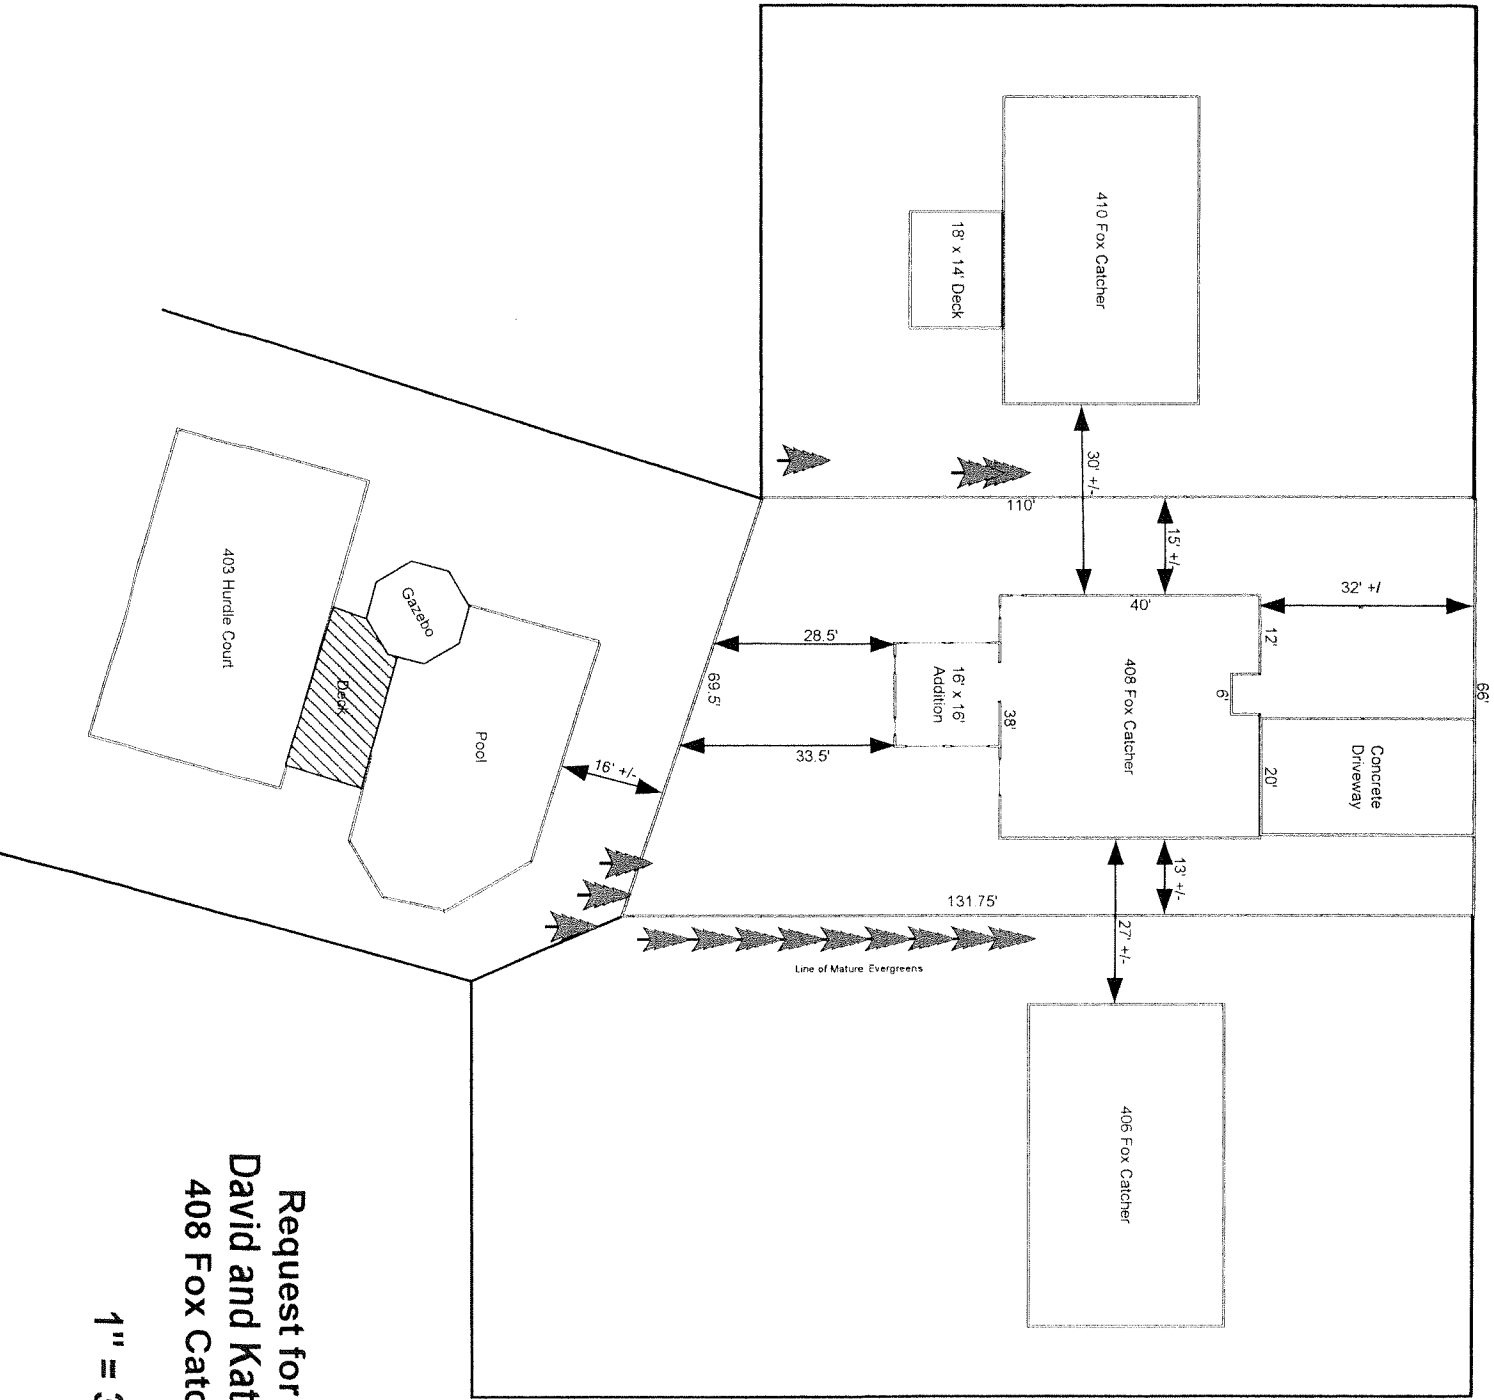 66'
32' +/
Concrete
Driveway
12'
6'
20'
40'
408 Fox Catcher
38'
16' x 16'
Addition
15' +/-
30' +/-
110'
410 Fox Catcher
18' x 14' Deck
13' +/-
27' +/-
131.75'
406 Fox Catcher
Line of Mature Evergreens
28.5'
33.5'
69.5'
16' +/-
Pool
Gazebo
Deck
403 Hurdle Court
Request for
David and Kat
408 Fox Catc
1" =